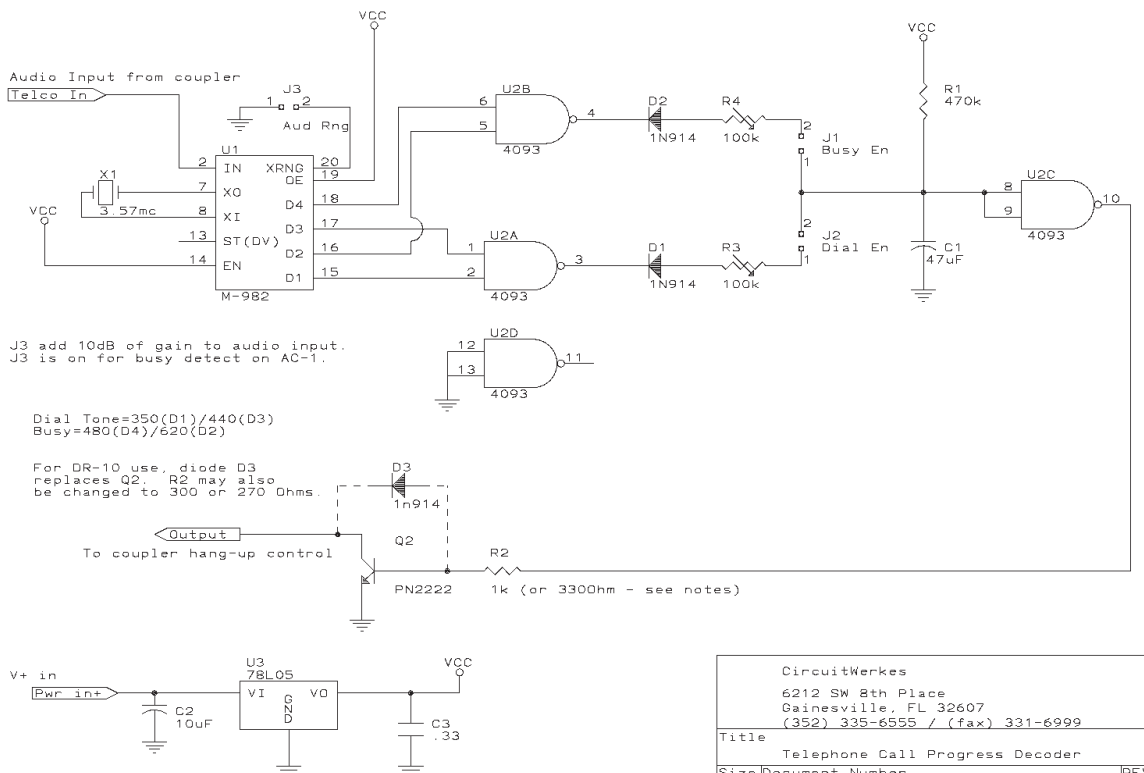 VCC
VCC
Audio Input from coupler
Telco In
J3
1 2
Aud Rng
U1
2 IN
XRNG 20
OE 19
7 XO
8 XI
D4 18
D3 17
13 ST(DV)
D2 16
14 EN
D1 15
M-982
X1
3.57mc
VCC
U2B
6
5
4
4093
D2
1N914
R4
100k
2
J1
Busy En
1
R1
470k
U2C
8
9
10
4093
U2A
1
2
3
4093
D1
1N914
R3
100k
2
J2
Dial En
1
C1
47uF
U2D
12
13
11
4093
J3 add 10dB of gain to audio input.
J3 is on for busy detect on AC-1.
Dial Tone=350(D1)/440(D3)
Busy=480(D4)/620(D2)
For DR-10 use, diode D3
replaces Q2. R2 may also
be changed to 300 or 270 Ohms.
D3
1n914
Output
To coupler hang-up control
Q2
PN2222
R2
1k (or 3300hm - see notes)
V+ in
Pwr in+
C2
10uF
U3
78L05
VI
GND
VO
VCC
C3
.33
CircuitWerkes
6212 SW 8th Place
Gainesville, FL 32607
(352) 335-6555 / (fax) 331-6999
Title
Telephone Call Progress Decoder
Size Document Number REV